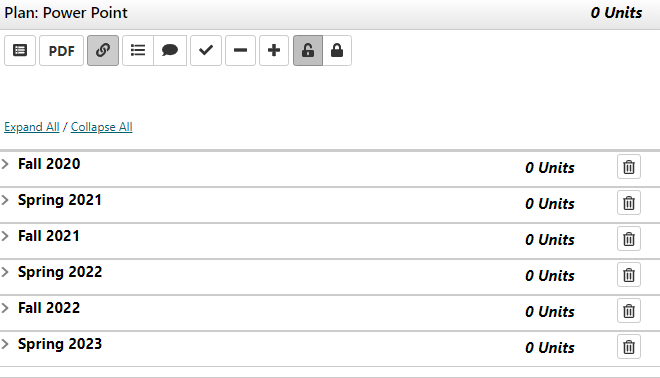 Plan: Power Point 0 Units
PDF
Expand All / Collapse All
Fall 2020 0 Units
Spring 2021 0 Units
Fall 2021 0 Units
Spring 2022 0 Units
Fall 2022 0 Units
Spring 2023 0 Units